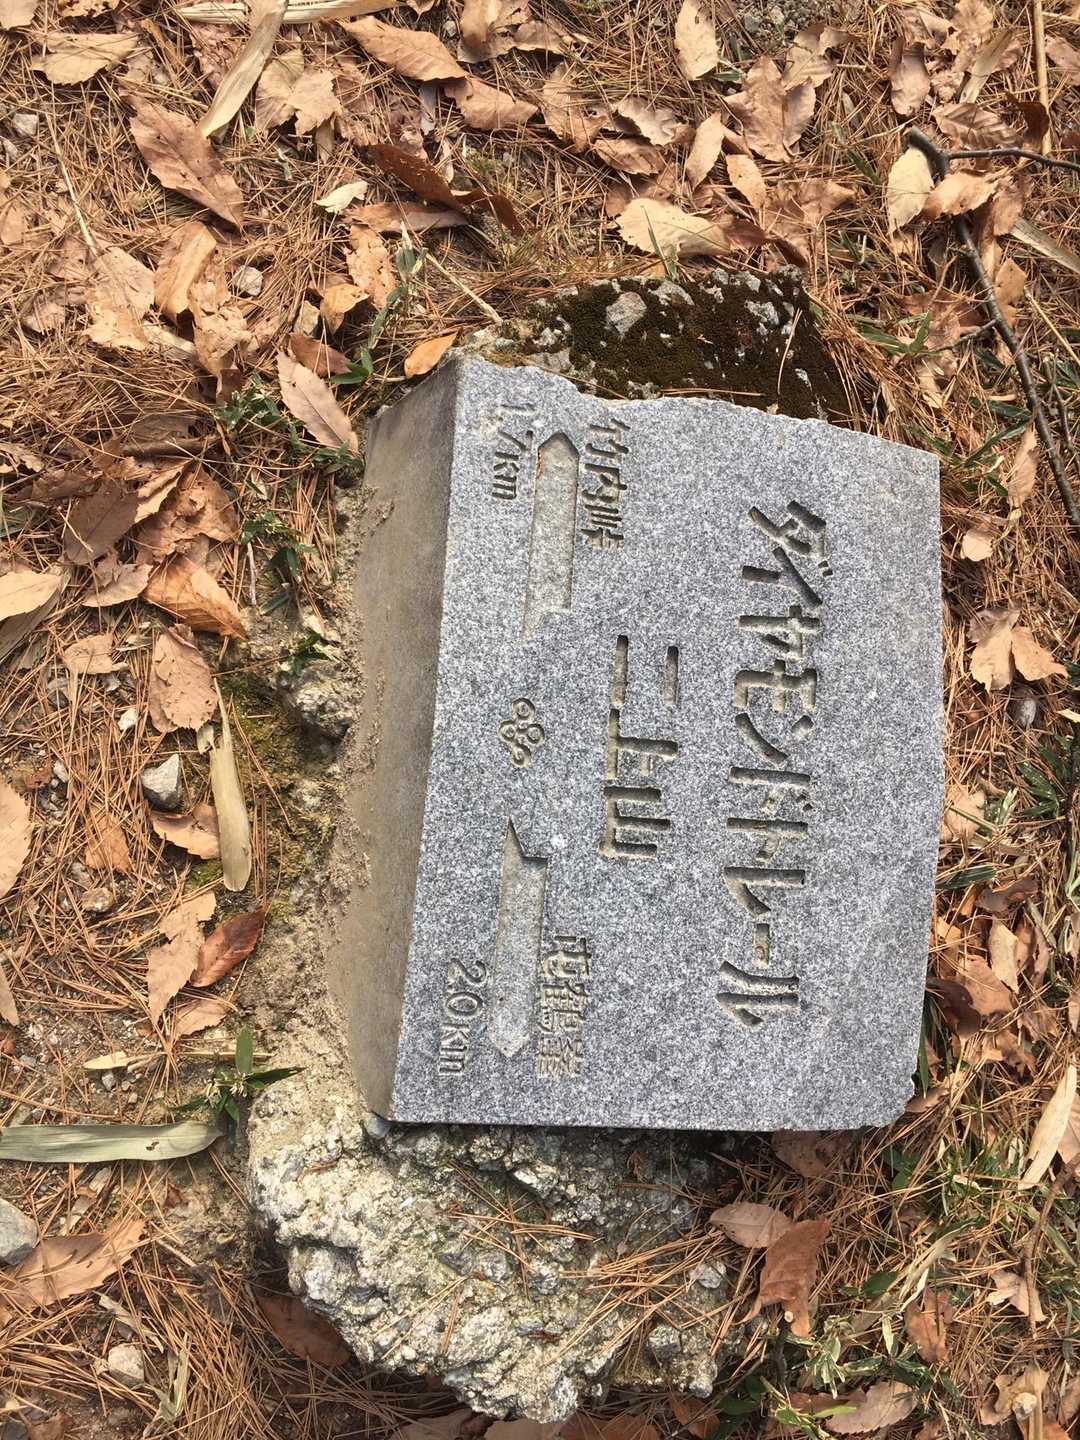 ダイヤモンドトレール
二上山
竹内峠
1.7km
屯鶴峯
2.0km